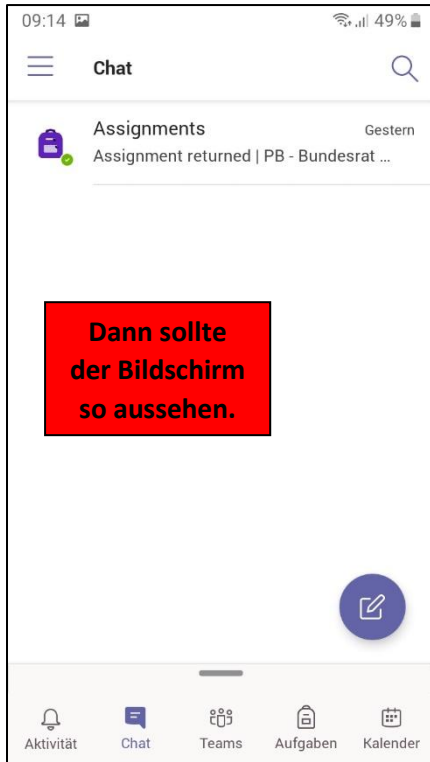 09:14 49%
Chat
Assignments Gestern
Assignment returned | PB - Bundesrat ...
Dann sollte
der Bildschirm
so aussehen.
Aktivität Chat Teams Aufgaben Kalender